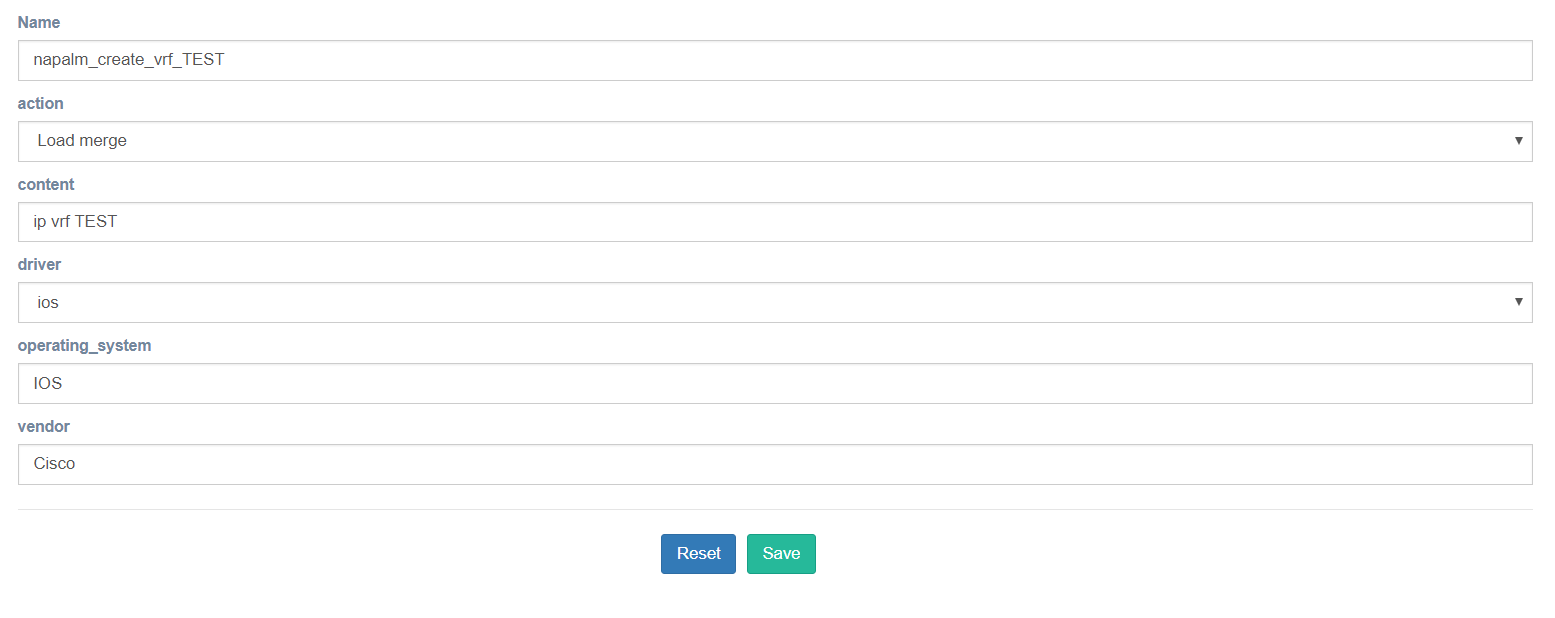 Name
napalm_create_vrf_TEST
action
Load merge
content
ip vrf TEST
driver
ios
operating_system
IOS
vendor
Cisco
Reset Save